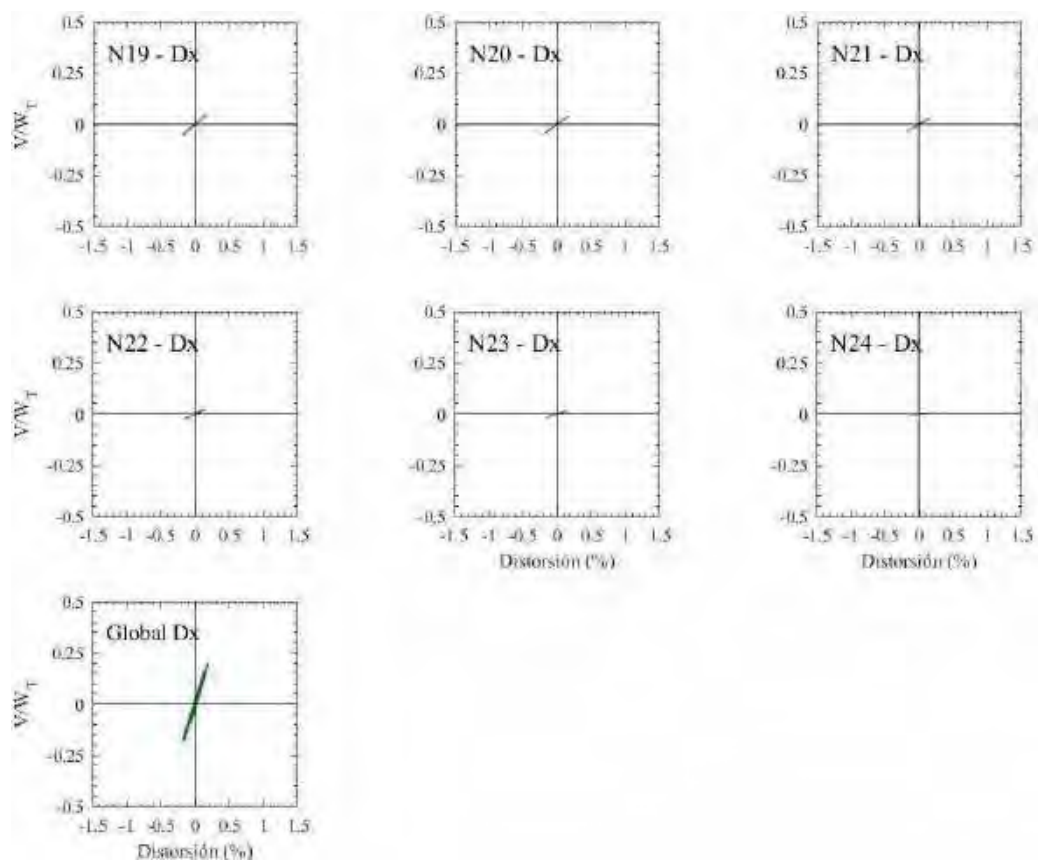 0.5 0.5 0.5
N19 - Dx N20 - Dx N21 - Dx
0.25 0.25 0.25
V/W_T 0 0 0
-0.25 -0.25 -0.25
-0.5 -0.5 -0.5
-1.5 -1 -0.5 0 0.5 1 1.5 -1.5 -1 -0.5 0 0.5 1 1.5 -1.5 -1 -0.5 0 0.5 1 1.5
0.5 0.5 0.5
N22 - Dx N23 - Dx N24 - Dx
0.25 0.25 0.25
V/W_T 0 0 0
-0.25 -0.25 -0.25
-0.5 -0.5 -0.5
-1.5 -1 -0.5 0 0.5 1 1.5 -1.5 -1 -0.5 0 0.5 1 1.5 -1.5 -1 -0.5 0 0.5 1 1.5
Distorsión (%) Distorsión (%)
0.5
Global Dx
0.25
V/W_T 0
-0.25
-0.5
-1.5 -1 -0.5 0 0.5 1 1.5
Distorsión (%)